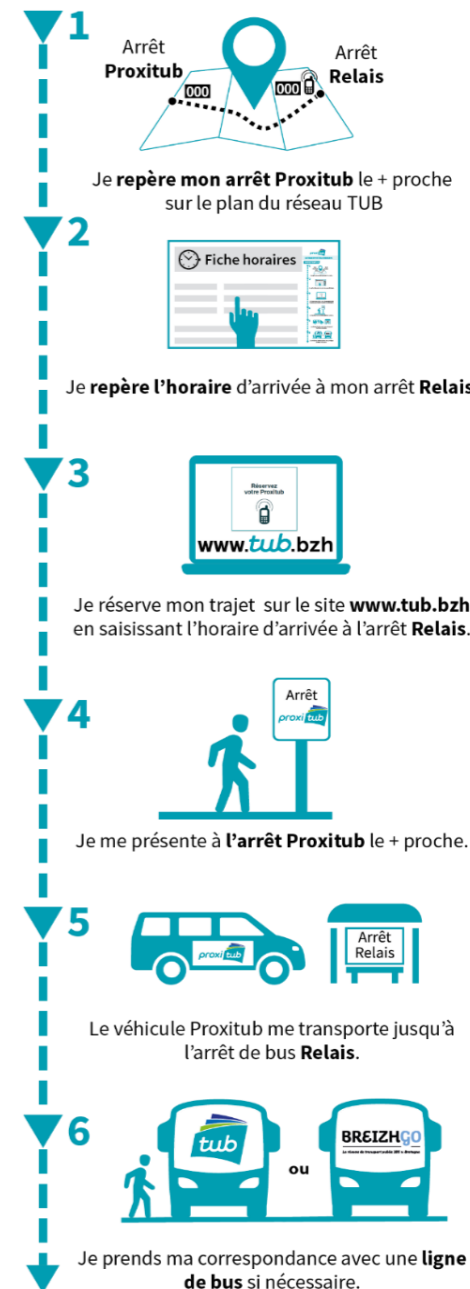 1
Arrêt
Proxitub
Arrêt
Relais
000
000
Je repère mon arrêt Proxitub le + proche
sur le plan du réseau TUB
2
Fiche horaires
Je repère l’horaire d’arrivée à mon arrêt Relais
3
Réservez
votre Proxitub
www.tub.bzh
Je réserve mon trajet sur le site www.tub.bzh
en saisissant l’horaire d’arrivée à l’arrêt Relais.
4
Arrêt
proxitub
Je me présente à l’arrêt Proxitub le + proche.
5
proxitub
Arrêt
Relais
Le véhicule Proxitub me transporte jusqu’à
l’arrêt de bus Relais.
6
tub
ou
BREIZHGO
Je prends ma correspondance avec une ligne
de bus si nécessaire.